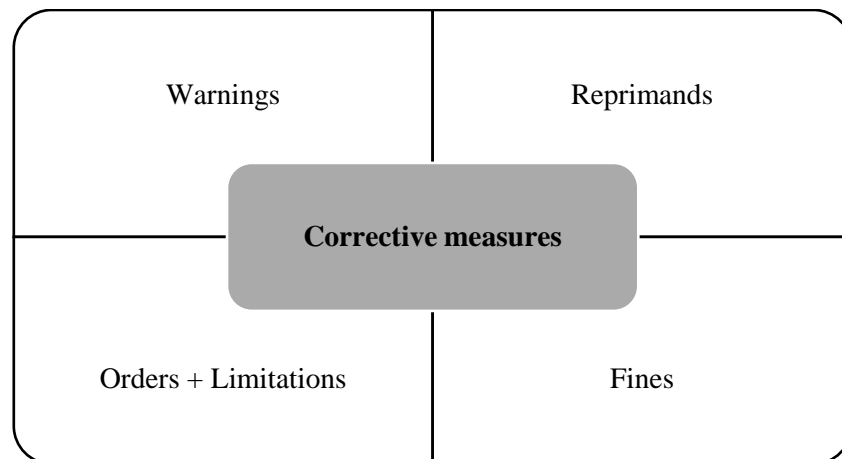 Warnings
Reprimands
Corrective measures
Orders + Limitations
Fines